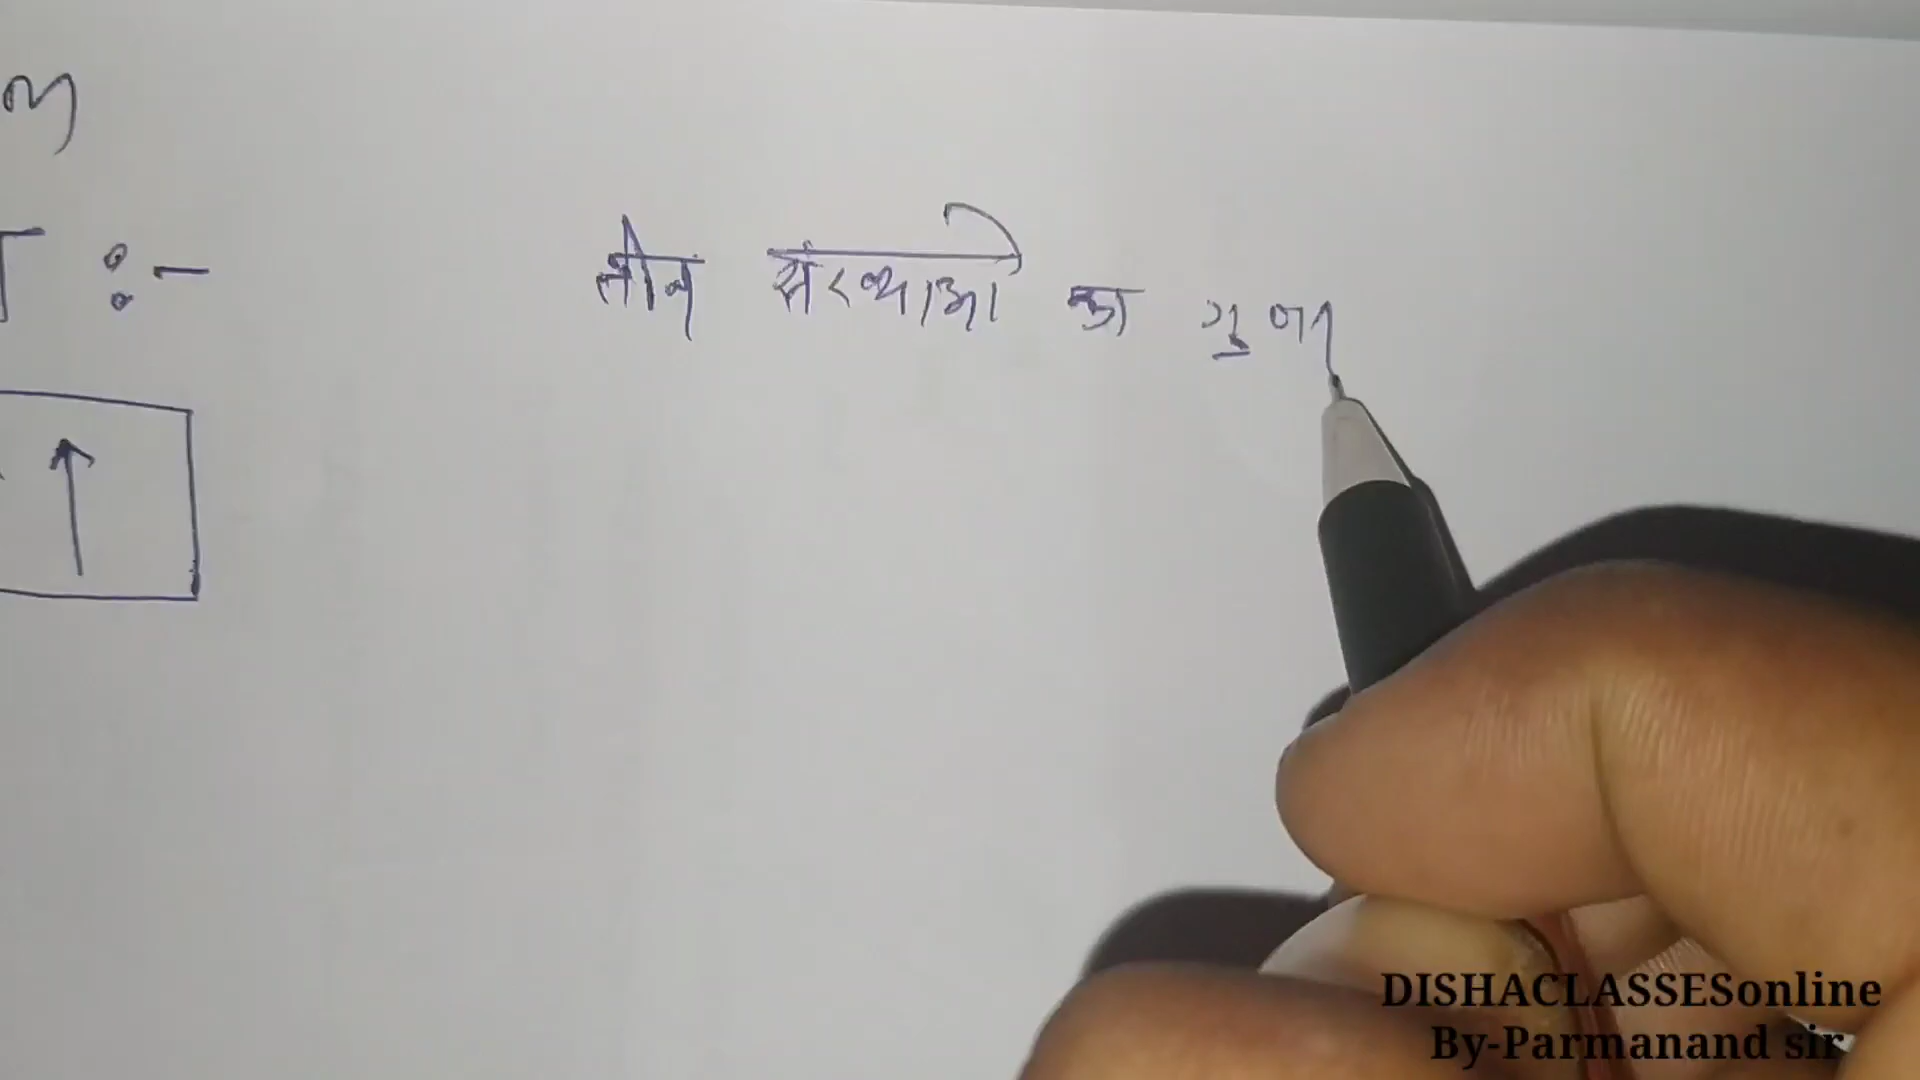 तीन संख्याओ का गुणा
DISHACLASSESonline
By-Parmanand sir